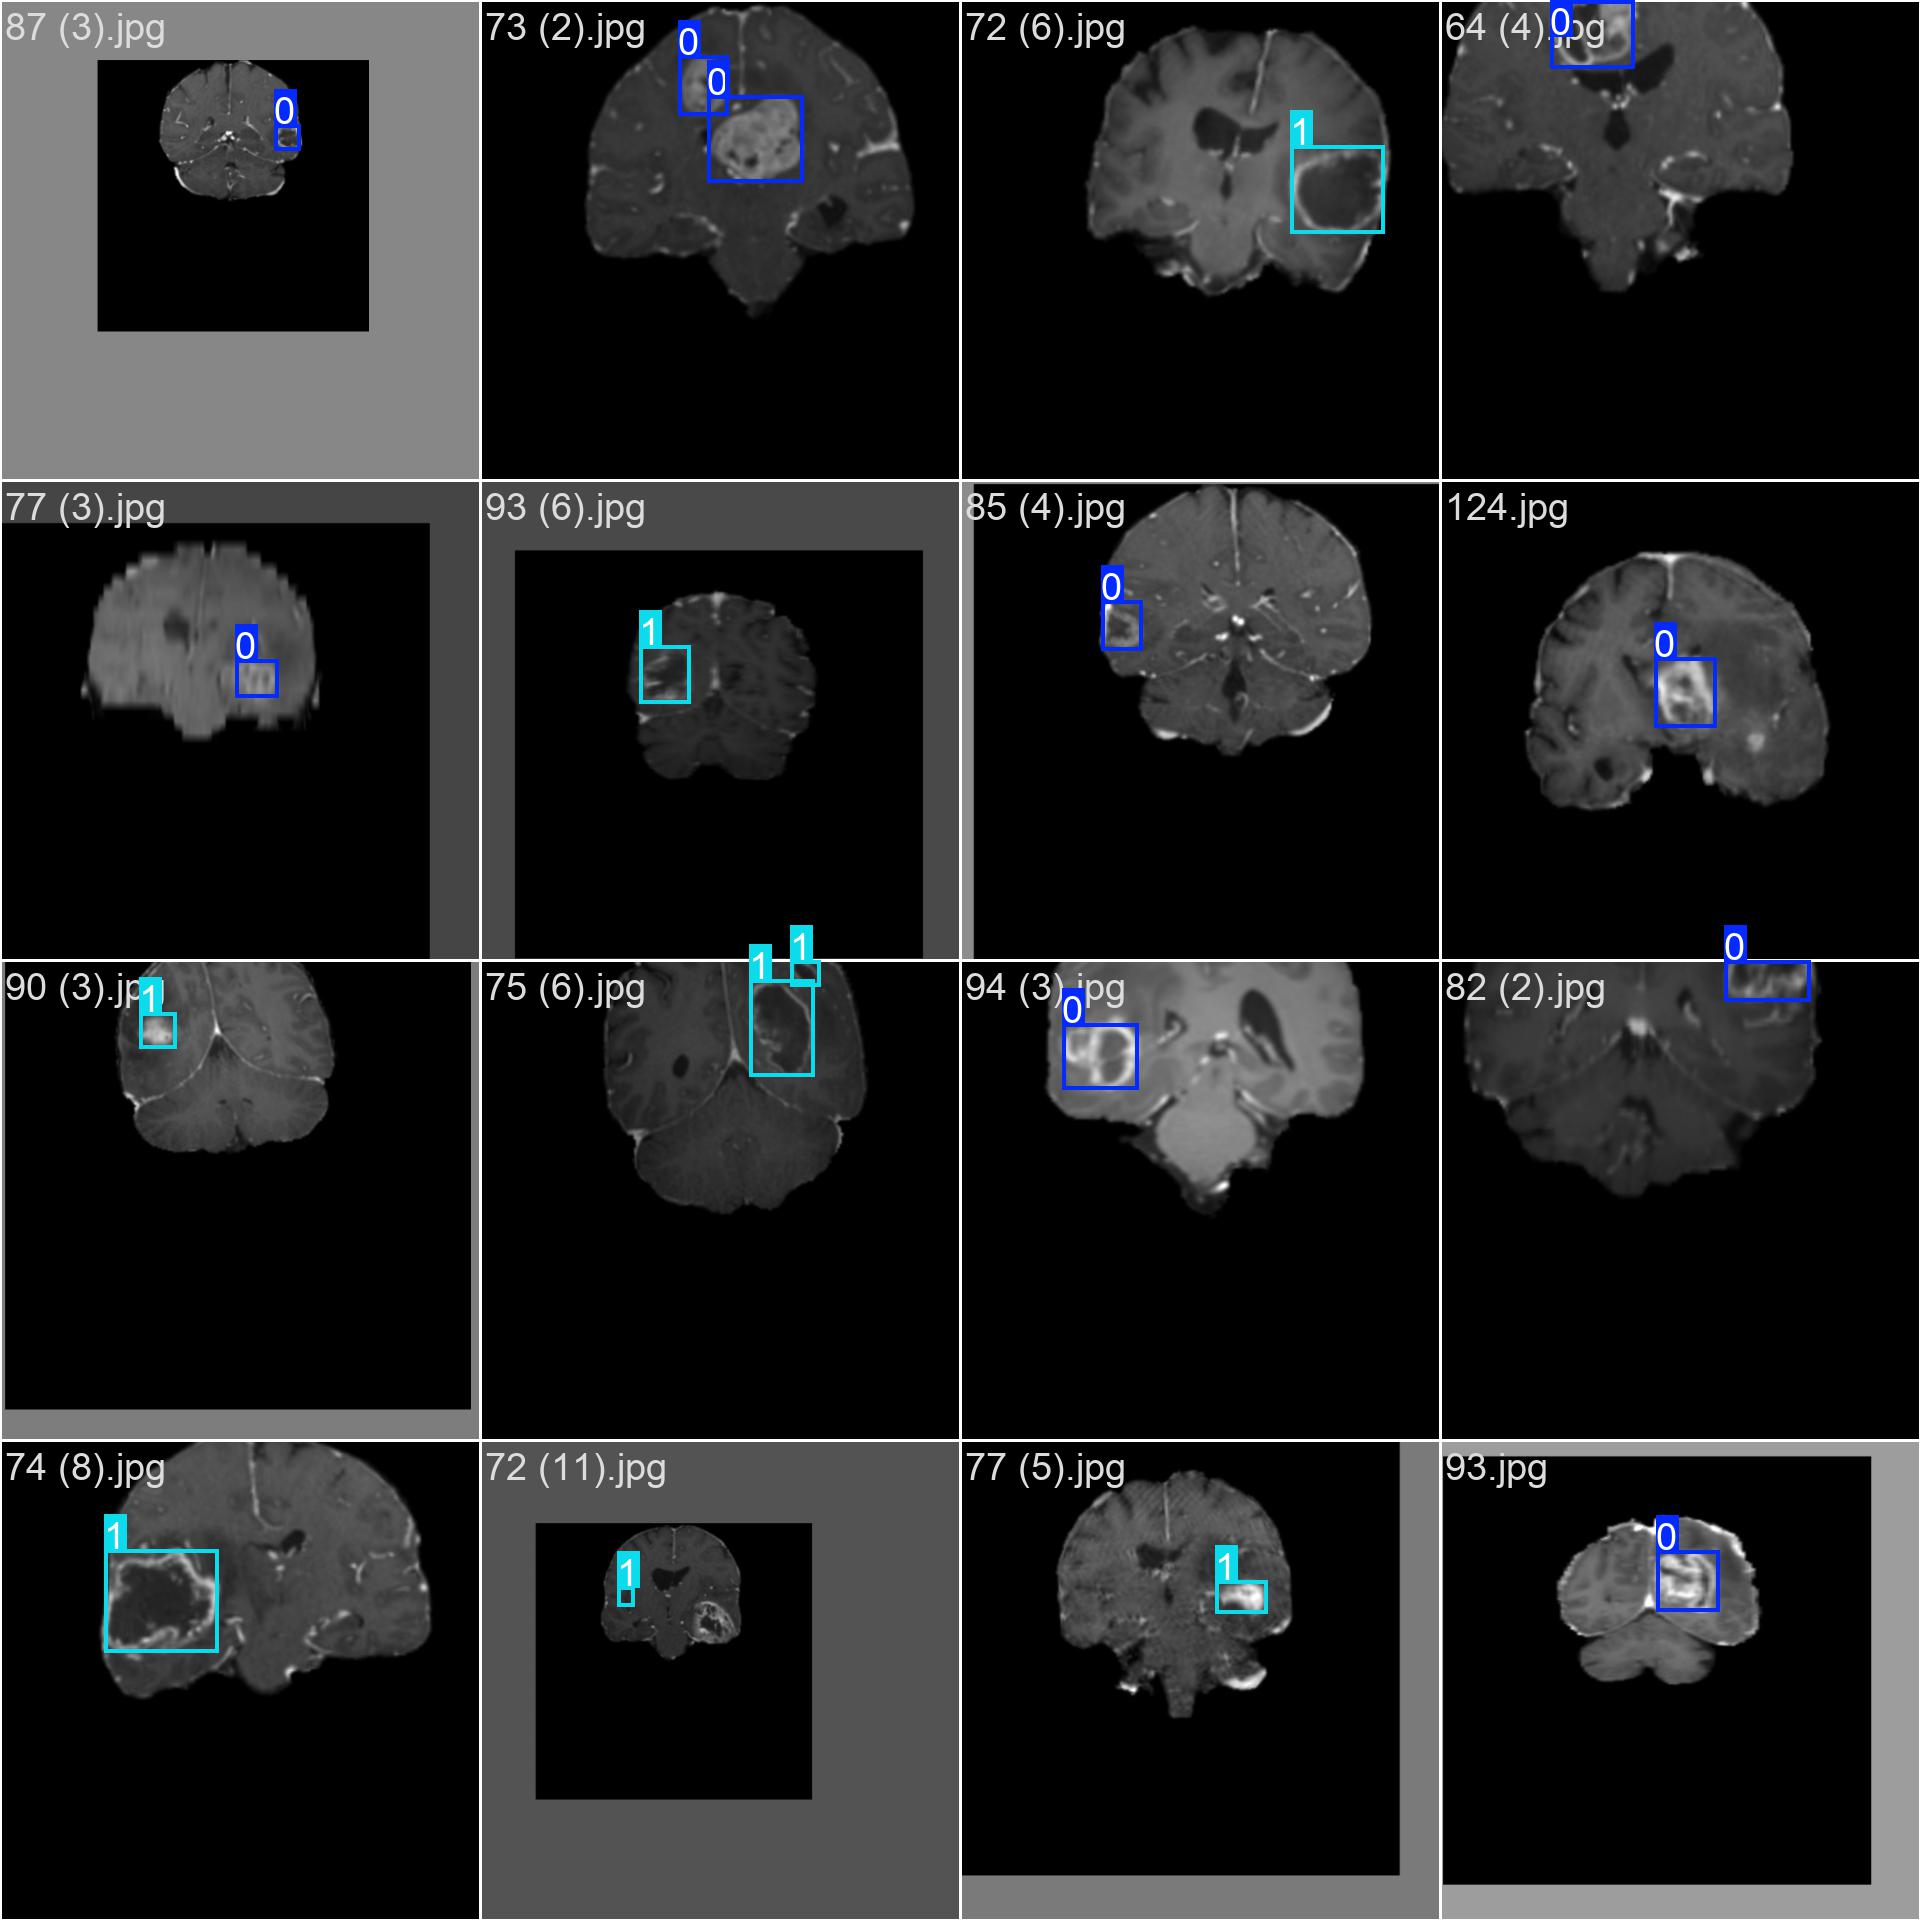 87 (3).jpg
0
73 (2).jpg
0
0
72 (6).jpg
1
64 (4).jpg
0
77 (3).jpg
0
93 (6).jpg
1
85 (4).jpg
0
124.jpg
0
90 (3).jpg
1
75 (6).jpg
1
1
94 (3).jpg
0
82 (2).jpg
0
74 (8).jpg
1
72 (11).jpg
1
77 (5).jpg
1
93.jpg
0